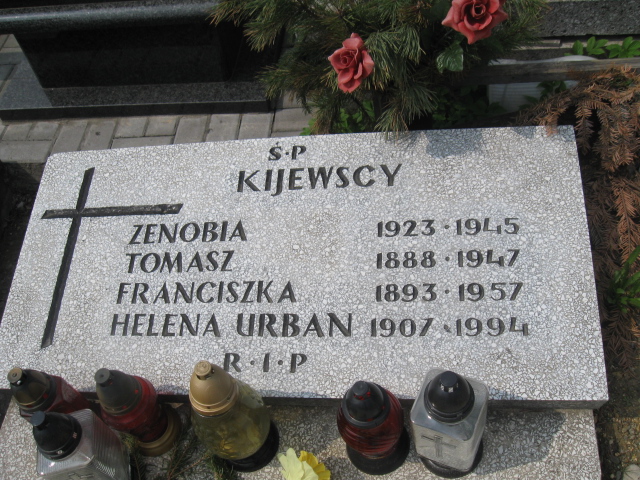 Ś·P
KIJEWSCY
ZENOBIA 1923·1945
TOMASZ 1888·1947
FRANCISZKA 1893·1957
HELENA URBAN 1907·1994
R·I·P